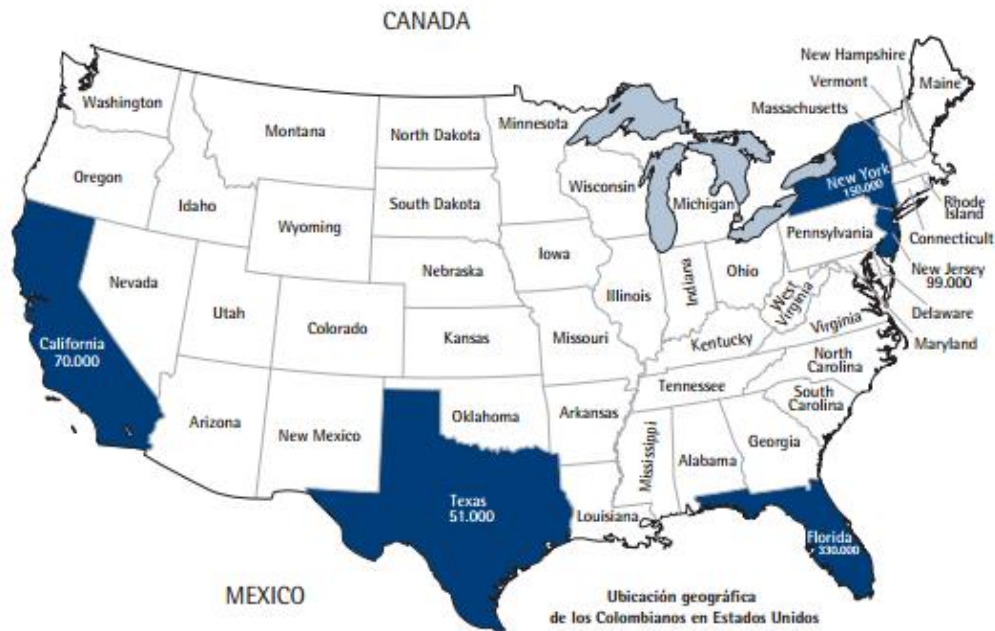 CANADA
New Hampshire
Vermont
Massachusetts
Maine
Washington
Montana
North Dakota
Minnesota
Oregon
Idaho
Wyoming
South Dakota
Wisconsin
Michigan
New York
150.000
Rhode
Island
Connecticult
Pennsylvania
New Jersey
99.000
Nevada
Utah
Colorado
Nebraska
Iowa
Illinois
Indiana
Ohio
West
Virginia
Virginia
Delaware
Maryland
California
70.000
Kansas
Missouri
Kentucky
North
Carolina
Tennessee
South
Carolina
Arizona
New Mexico
Oklahoma
Arkansas
Mississippi
Alabama
Georgia
Texas
51.000
Louisiana
Florida
330.000
MEXICO
Ubicación geográfica
de los Colombianos en Estados Unidos